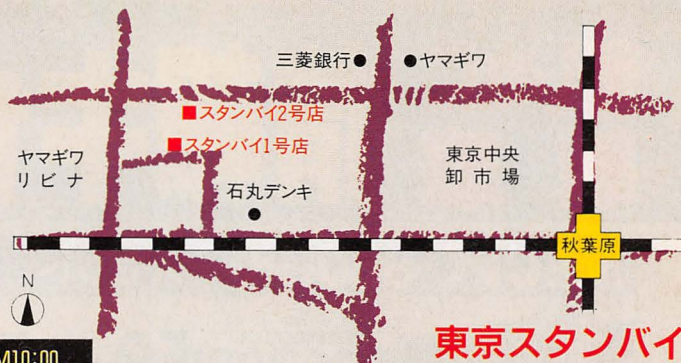 三菱銀行●
●ヤマギワ
■スタンバイ2号店
■スタンバイ1号店
ヤマギワ
リビナ
東京中央
卸市場
石丸デンキ
秋葉原
N
M10:00
東京スタンバイ